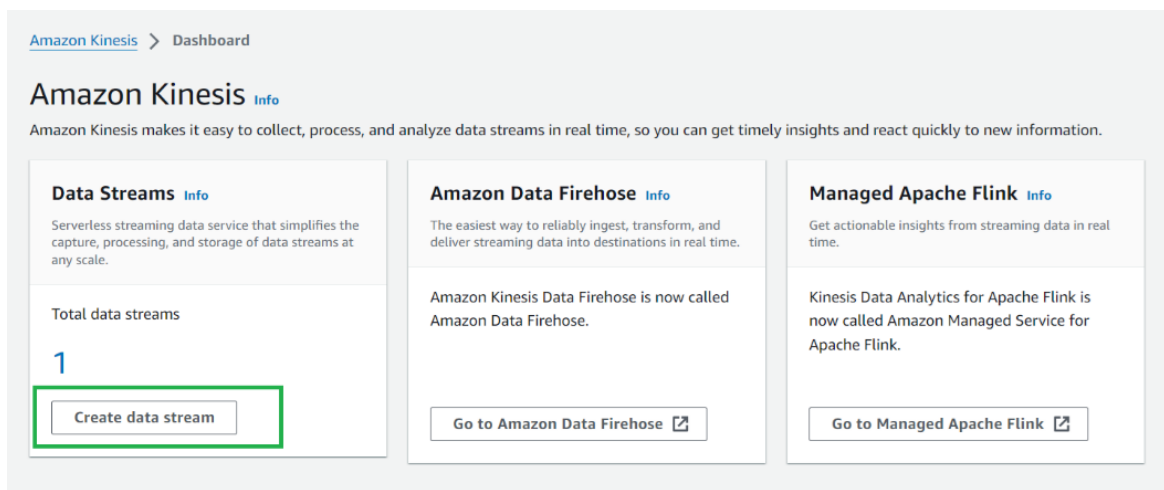 Amazon Kinesis > Dashboard
Amazon Kinesis Info
Amazon Kinesis makes it easy to collect, process, and analyze data streams in real time, so you can get timely insights and react quickly to new information.
Data Streams Info
Serverless streaming data service that simplifies the
capture, processing, and storage of data streams at
any scale.
Total data streams
1
Create data stream
Amazon Data Firehose Info
The easiest way to reliably ingest, transform, and
deliver streaming data into destinations in real time.
Amazon Kinesis Data Firehose is now called
Amazon Data Firehose.
Go to Amazon Data Firehose
Managed Apache Flink Info
Get actionable insights from streaming data in real
time.
Kinesis Data Analytics for Apache Flink is
now called Amazon Managed Service for
Apache Flink.
Go to Managed Apache Flink